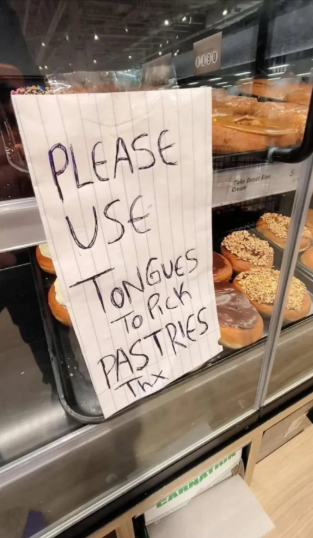 PLEASE
USE
TONGUES
TO PICK
PASTRIES
Thx